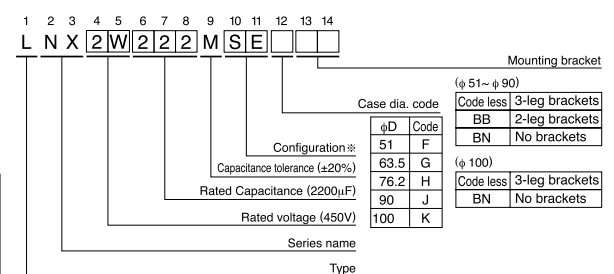 1 2 3 4 5 6 7 8 9 10 11 12 13 14
L N X 2 W 2 2 2 M S E
Mounting bracket
(φ 51~ φ 90)
Code less 3-leg brackets
BB 2-leg brackets
BN No brackets
(φ 100)
Code less 3-leg brackets
BN No brackets
Case dia. code
φD Code
51 F
63.5 G
76.2 H
90 J
100 K
Configuration※
Capacitance tolerance (±20%)
Rated Capacitance (2200μF)
Rated voltage (450V)
Series name
Type